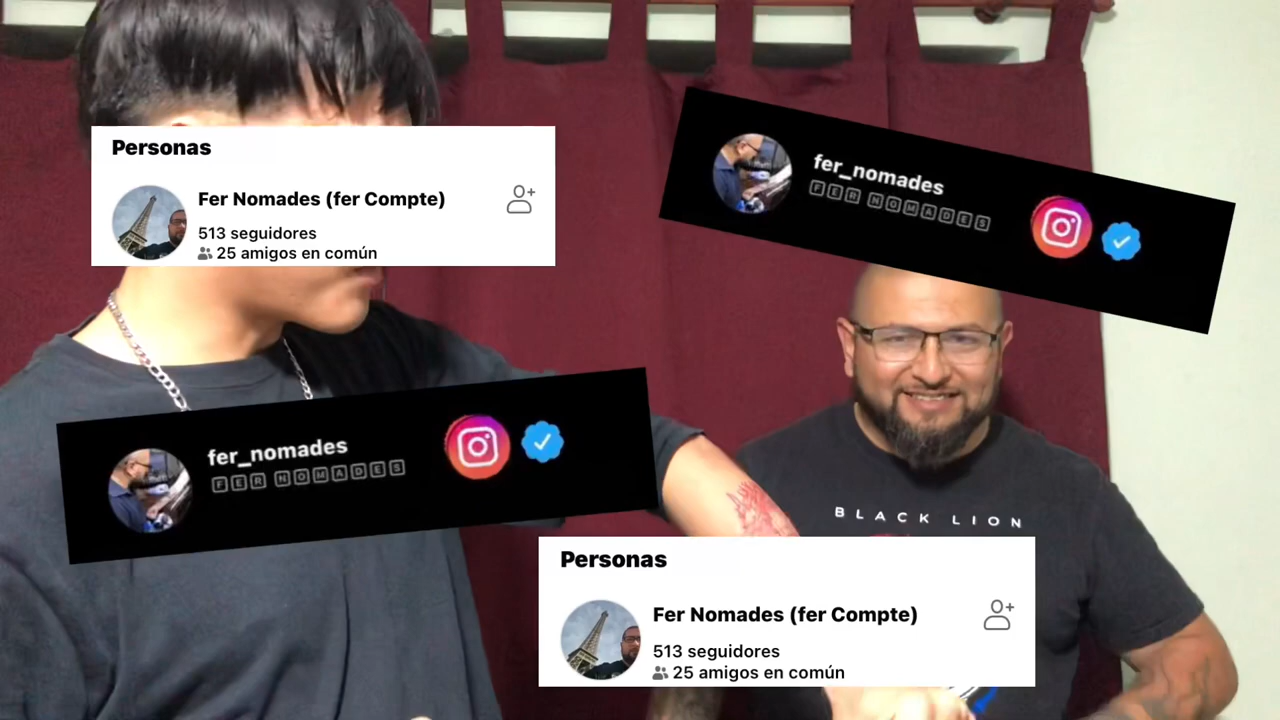 Personas
Fer Nomades (fer Compte)
513 seguidores
25 amigos en común
fer_nomades
FER NOMADES
fer_nomades
FER NOMADES
BLACK LION
Personas
Fer Nomades (fer Compte)
513 seguidores
25 amigos en común